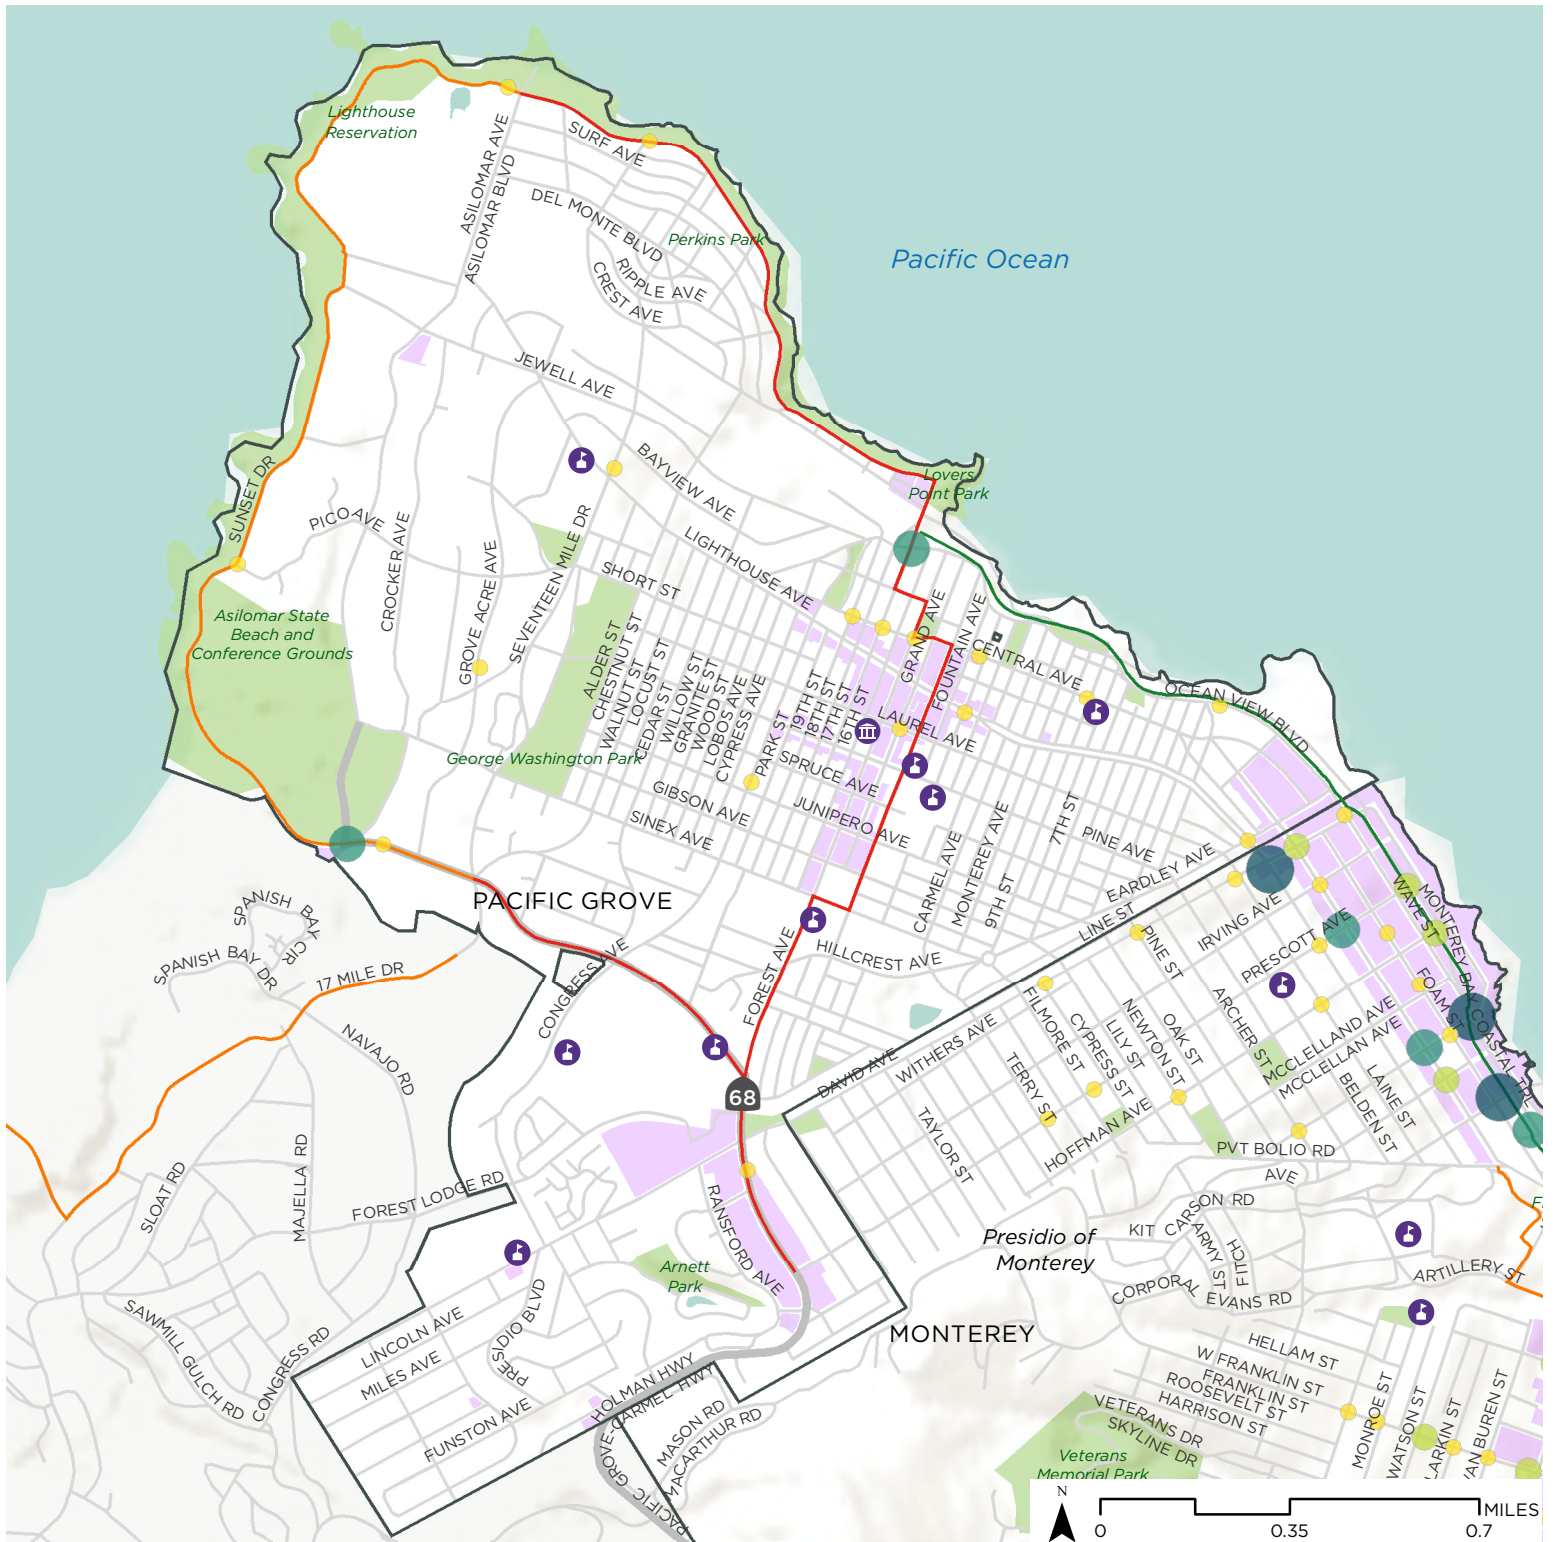 Lighthouse
Reservation
ASILOMAR AVE
ASILOMAR BLVD
SURF AVE
DEL MONTE BLVD
Perkins Park
RIPPLE AVE
CREST AVE
Pacific Ocean
JEWELL AVE
BAYVIEW AVE
Lovers
Point Park
SUNSET DR
PICO AVE
CROCKER AVE
GROVE ACRE AVE
SEVENTEEN MILE DR
LIGHTHOUSE AVE
SHORT ST
Asilomar State
Beach and
Conference Grounds
ALDER ST
CHESTNUT ST
WALNUT ST
LOCUST ST
CEDAR ST
WILLOW ST
GRANITE ST
WOOD ST
LOBOS AVE
CYPRESS AVE
PARK ST
19TH ST
18TH ST
17TH ST
16TH ST
GRAND AVE
FOUNTAIN AVE
CENTRAL AVE
LAUREL AVE
OCEAN VIEW BLVD
George Washington Park
SPRUCE AVE
GIBSON AVE
JUNIPERO AVE
SINEX AVE
7TH ST
PINE AVE
CARMEL AVE
MONTEREY AVE
9TH ST
EARDLEY AVE
LINE ST
PACIFIC GROVE
SPANISH BAY
CIR
SPANISH BAY DR
17 MILE DR
CONGRESS AVE
FOREST AVE
HILLCREST AVE
PINE ST
IRVING AVE
PRESCOTT AVE
WAVE ST
MONTEREY BAY COASTAL TRL
FOAM ST
NAVAJO RD
DAVID AVE
WITHERS AVE
FILMORE ST
CYPRESS ST
LILY ST
NEWTON ST
OAK ST
ARCHER ST
MCCLELLAND AVE
MCCLELLAN AVE
LAINE ST
BELDEN ST
68
TERRY ST
TAYLOR ST
HOFFMAN AVE
PVT BOLIO RD
AVE
SLOAT RD
MAJELLA RD
FOREST LODGE RD
RANSFORD AVE
Presidio of
Monterey
KIT CARSON RD
ARMY ST
FITCH
CORPORAL EVANS RD
ARTILLERY ST
Arnett
Park
MONTEREY
SAWMILL GULCH RD
CONGRESS RD
LINCOLN AVE
MILES AVE
PRESIDIO BLVD
FUNSTON AVE
HOLMAN HWY
PACIFIC GROVE-CARMEL HWY
PACIFIC
MASON RD
MACARTHUR RD
HELLAM ST
W FRANKLIN ST
FRANKLIN ST
ROOSEVELT ST
HARRISON ST
VETERANS DR
SKYLINE DR
MONROE ST
WATSON ST
LARKIN ST
VAN BUREN ST
Veterans
Memorial Park
N
MILES
0 0.35 0.7